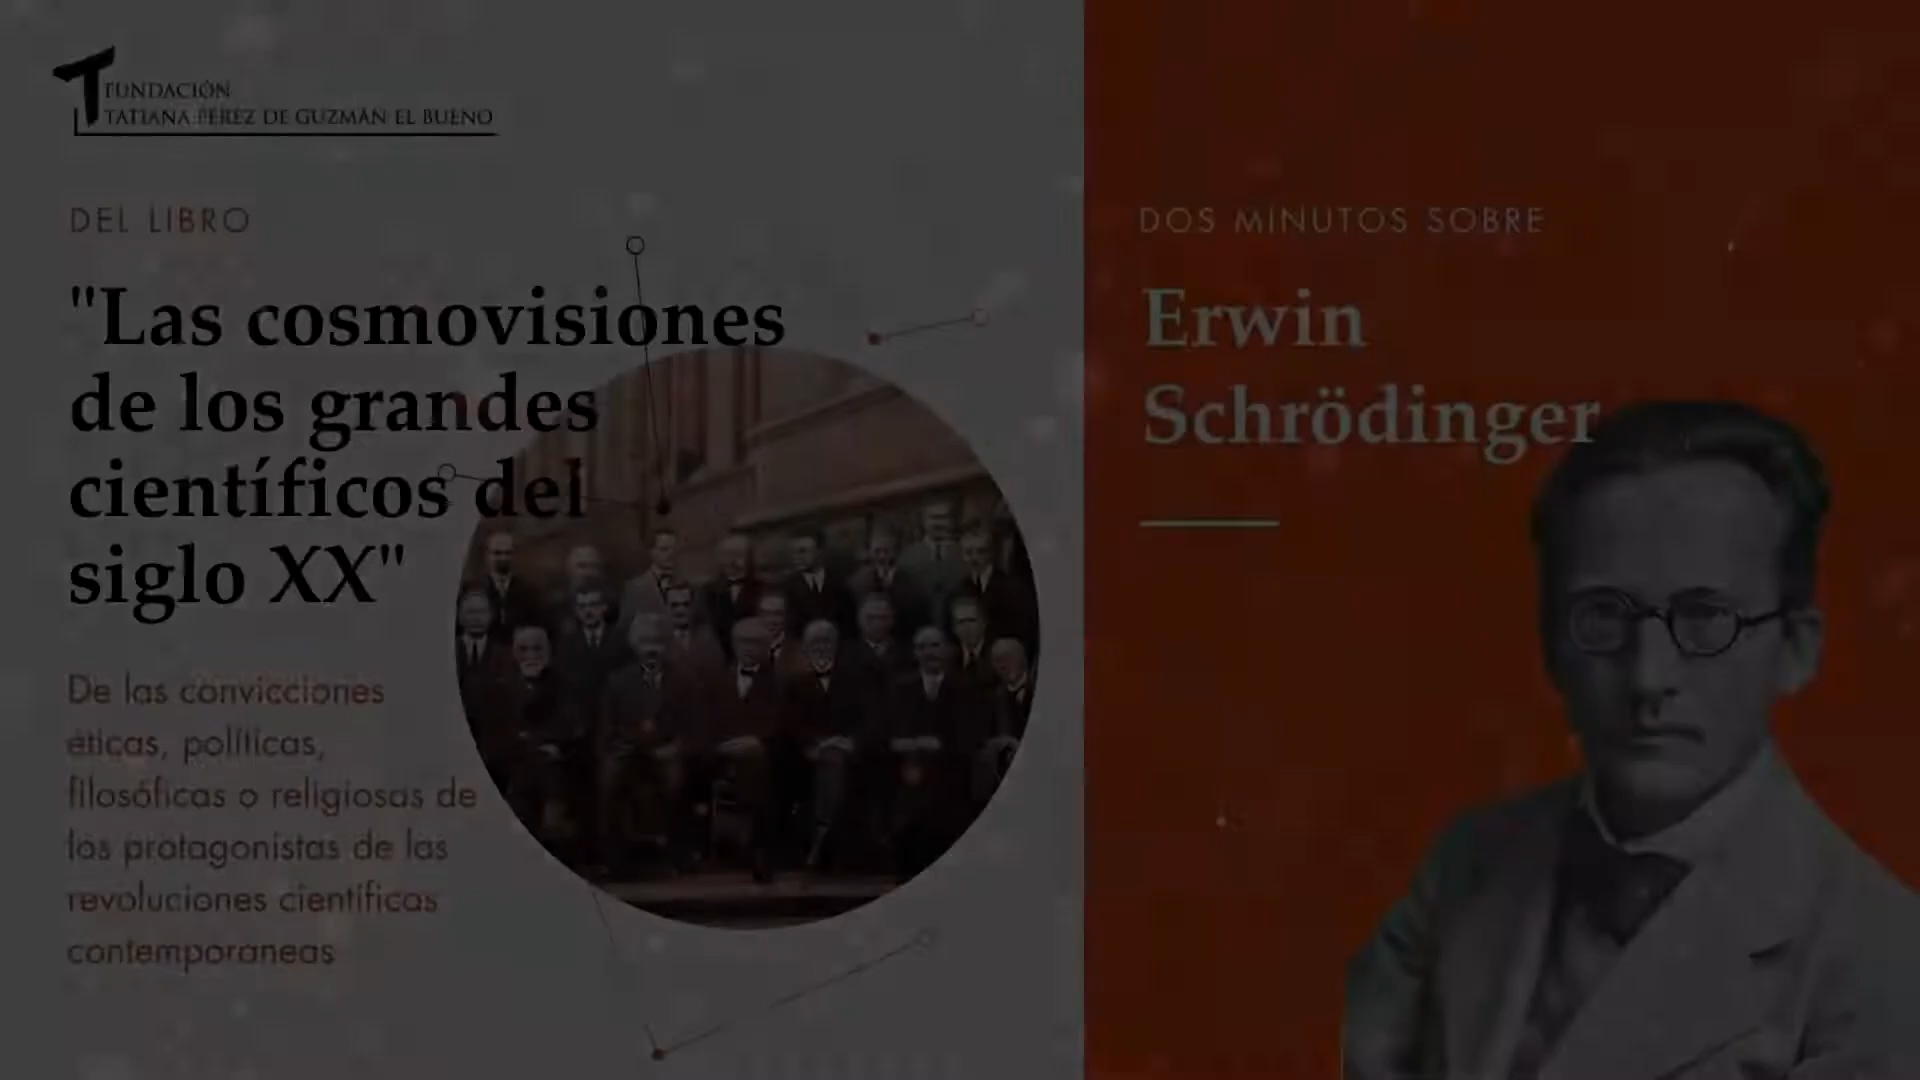 FUNDACIÓN
TATIANA PÉREZ DE GUZMÁN EL BUENO
DEL LIBRO
"Las cosmovisiones
de los grandes
científicos del
siglo XX"
De las convicciones
éticas, políticas,
filosóficas o religiosas de
los protagonistas de las
revoluciones científicas
contemporaneas
DOS MINUTOS SOBRE
Erwin
Schrödinger